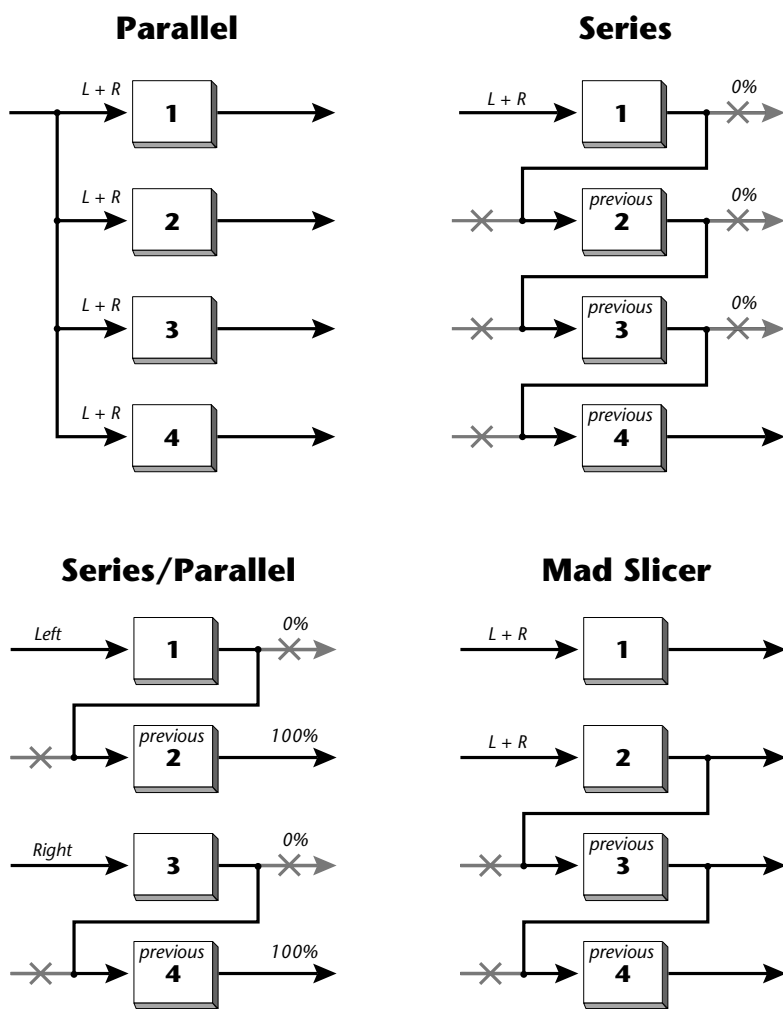 Parallel
L + R
1
L + R
2
L + R
3
L + R
4
Series
L + R
1
0%
previous
2
0%
previous
3
0%
previous
4
Series/Parallel
Left
1
0%
previous
2
100%
Right
3
0%
previous
4
100%
Mad Slicer
L + R
1
L + R
2
previous
3
previous
4